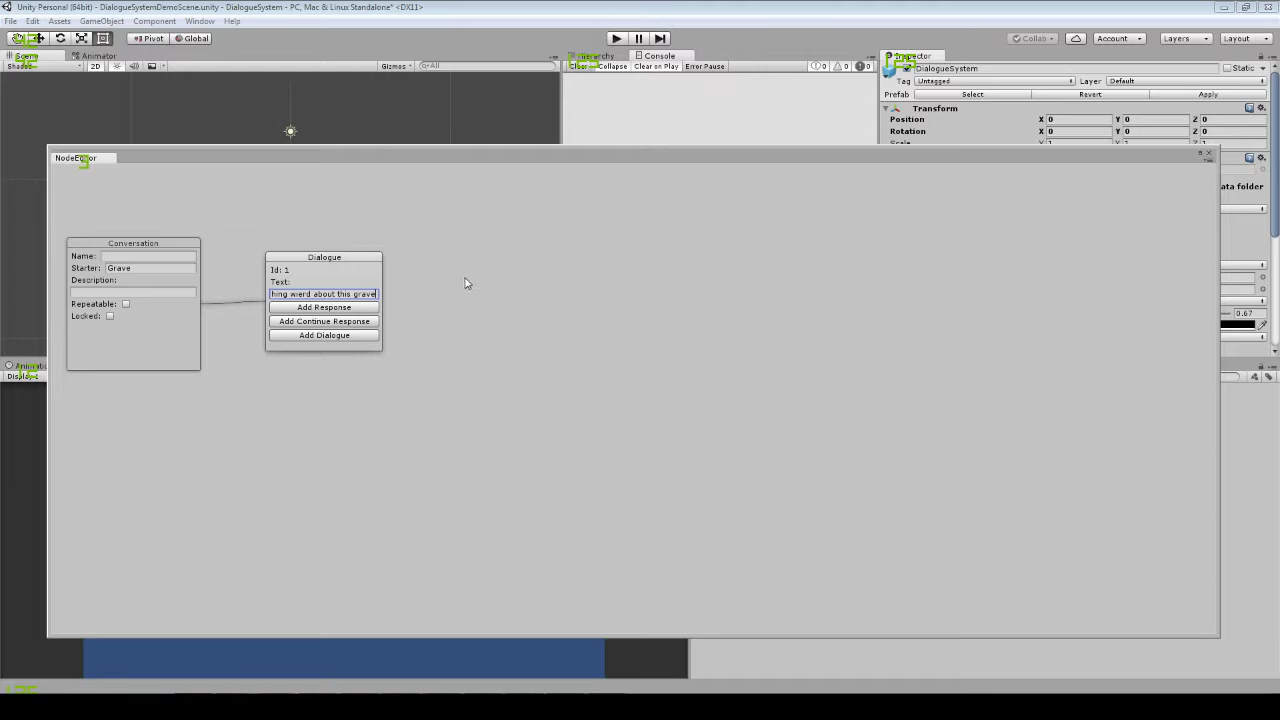 Unity Personal (64bit) - DialogueSystemDemoScene.unity - DialogueSystem - PC, Mac & Linux Standalone* <DX11>
File Edit Assets GameObject Component Window Help
Pivot Global Collab Account Layers Layout
Animator Hierarchy Console Inspector
2D Gizmos All Clear Collapse Clear on Play Error Pause 0 0 0 DialogueSystem Static
Tag Untagged Layer Default
Prefab Select Revert Apply
Transform
Position X 0 Y 0 Z 0
Rotation X 0 Y 0 Z 0
NodeEditor
ata folder
Conversation
Name:
Starter: Grave
Description:
Repeatable:
Locked:
Dialogue
Id: 1
Text:
hing wierd about this grave
Add Response
Add Continue Response
Add Dialogue
0.67